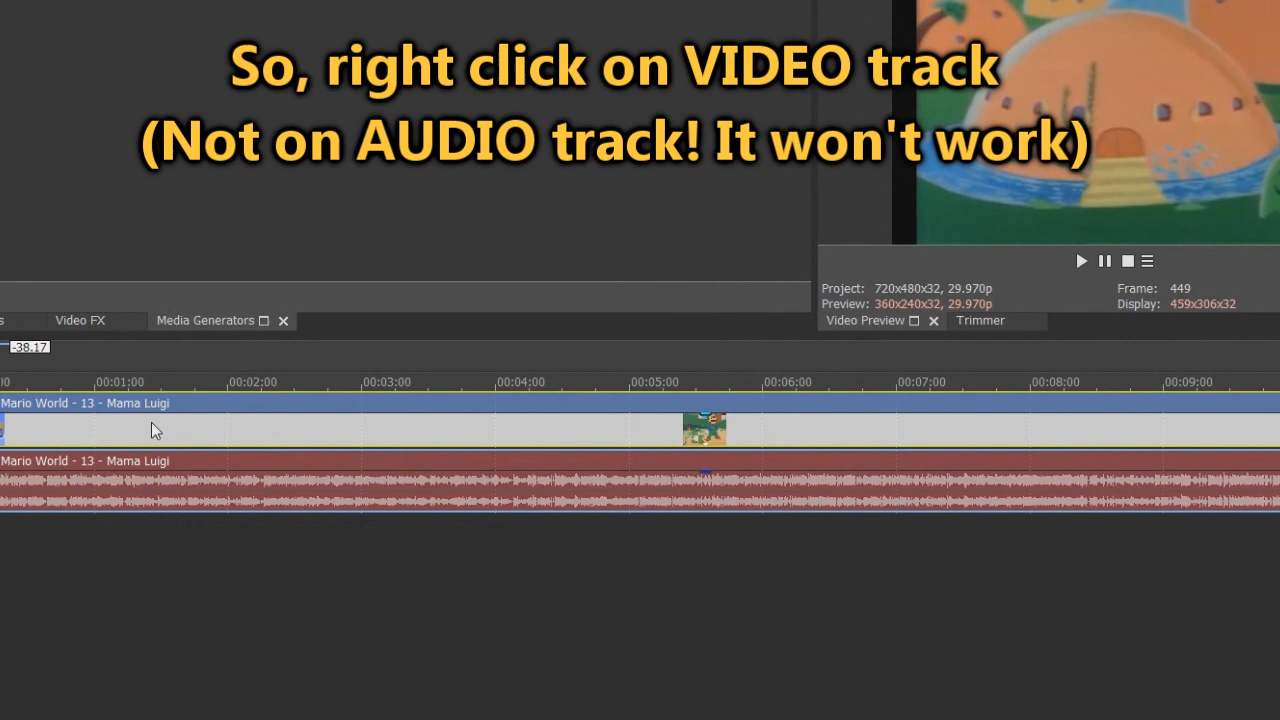 So, right click on VIDEO track
(Not on AUDIO track! It won't work)
Project: 720x480x32, 29.970p
Frame: 449
Preview: 360x240x32, 29.970p
Display: 459x306x32
s
Video FX
Media Generators
Video Preview
Trimmer
-38.17
00 00:01:00 00:02:00 00:03:00 00:04:00 00:05:00 00:06:00 00:07:00 00:08:00 00:09:00
Mario World - 13 - Mama Luigi
Mario World - 13 - Mama Luigi